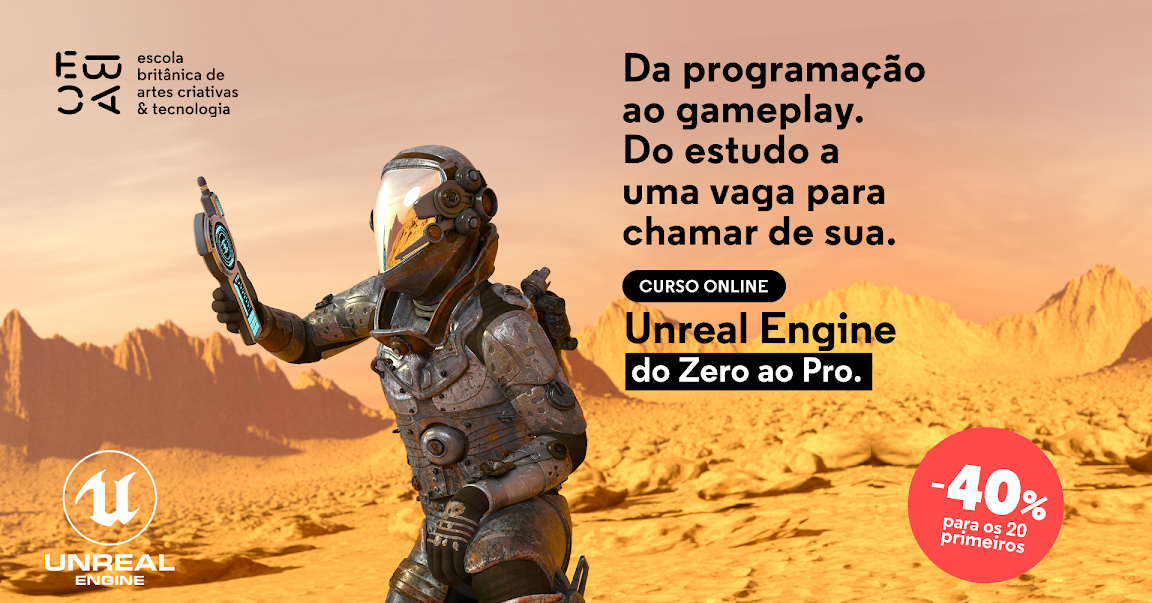 escola
britânica de
artes criativas
& tecnologia
Da programação
ao gameplay.
Do estudo a
uma vaga para
chamar de sua.
CURSO ONLINE
Unreal Engine
do Zero ao Pro.
UNREAL
ENGINE
-40%
para os 20
primeiros